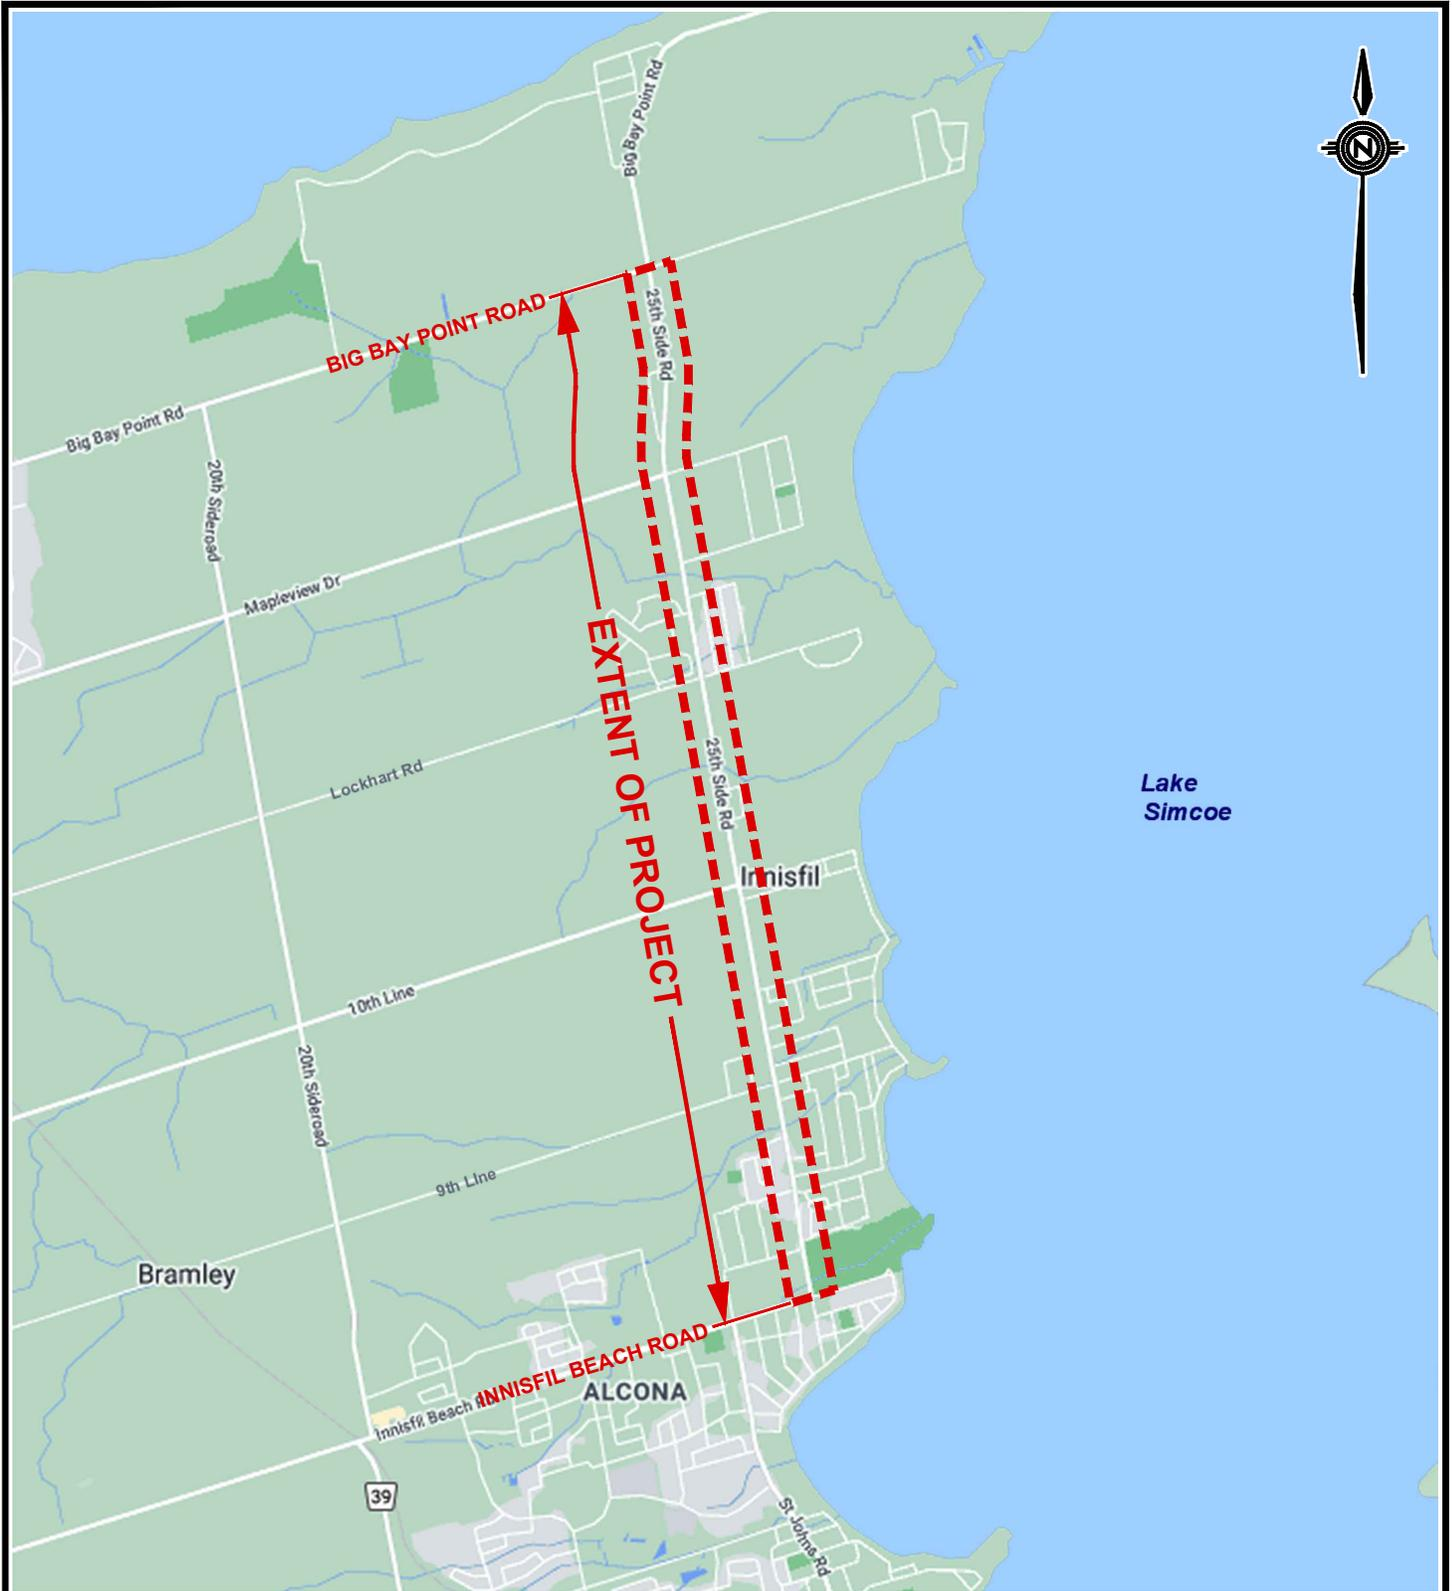 Big Bay Point Rd
N
BIG BAY POINT ROAD
25th Side Rd
Big Bay Point Rd
20th Sideroad
Mapleview Dr
EXTENT OF PROJECT
Lockhart Rd
25th Side Rd
Lake
Simcoe
Innisfil
10th Line
20th Sideroad
9th Line
Bramley
INNISFIL BEACH ROAD
ALCONA
Innisfil Beach Rd
39
St Johns Rd